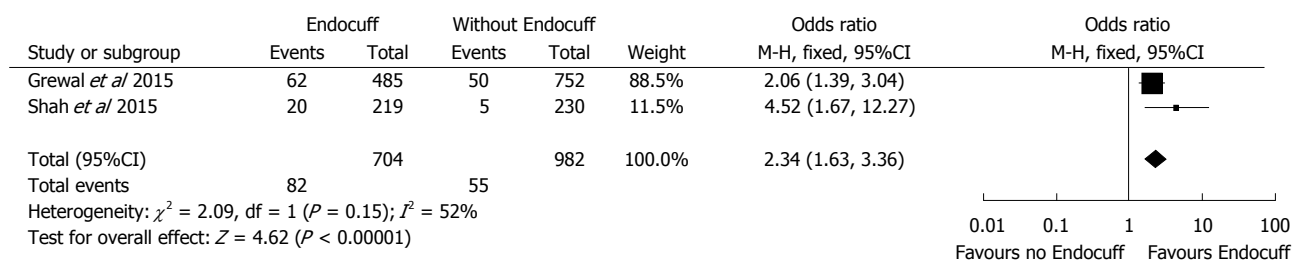 Endocuff Without Endocuff Odds ratio Odds ratio
Study or subgroup Events Total Events Total Weight M-H, fixed, 95%CI M-H, fixed, 95%CI
Grewal et al 2015 62 485 50 752 88.5% 2.06 (1.39, 3.04)
Shah et al 2015 20 219 5 230 11.5% 4.52 (1.67, 12.27)
Total (95%CI) 704 982 100.0% 2.34 (1.63, 3.36)
Total events 82 55
Heterogeneity: χ² = 2.09, df = 1 (P = 0.15); I² = 52%
Test for overall effect: Z = 4.62 (P < 0.00001)
0.01 0.1 1 10 100
Favours no Endocuff Favours Endocuff